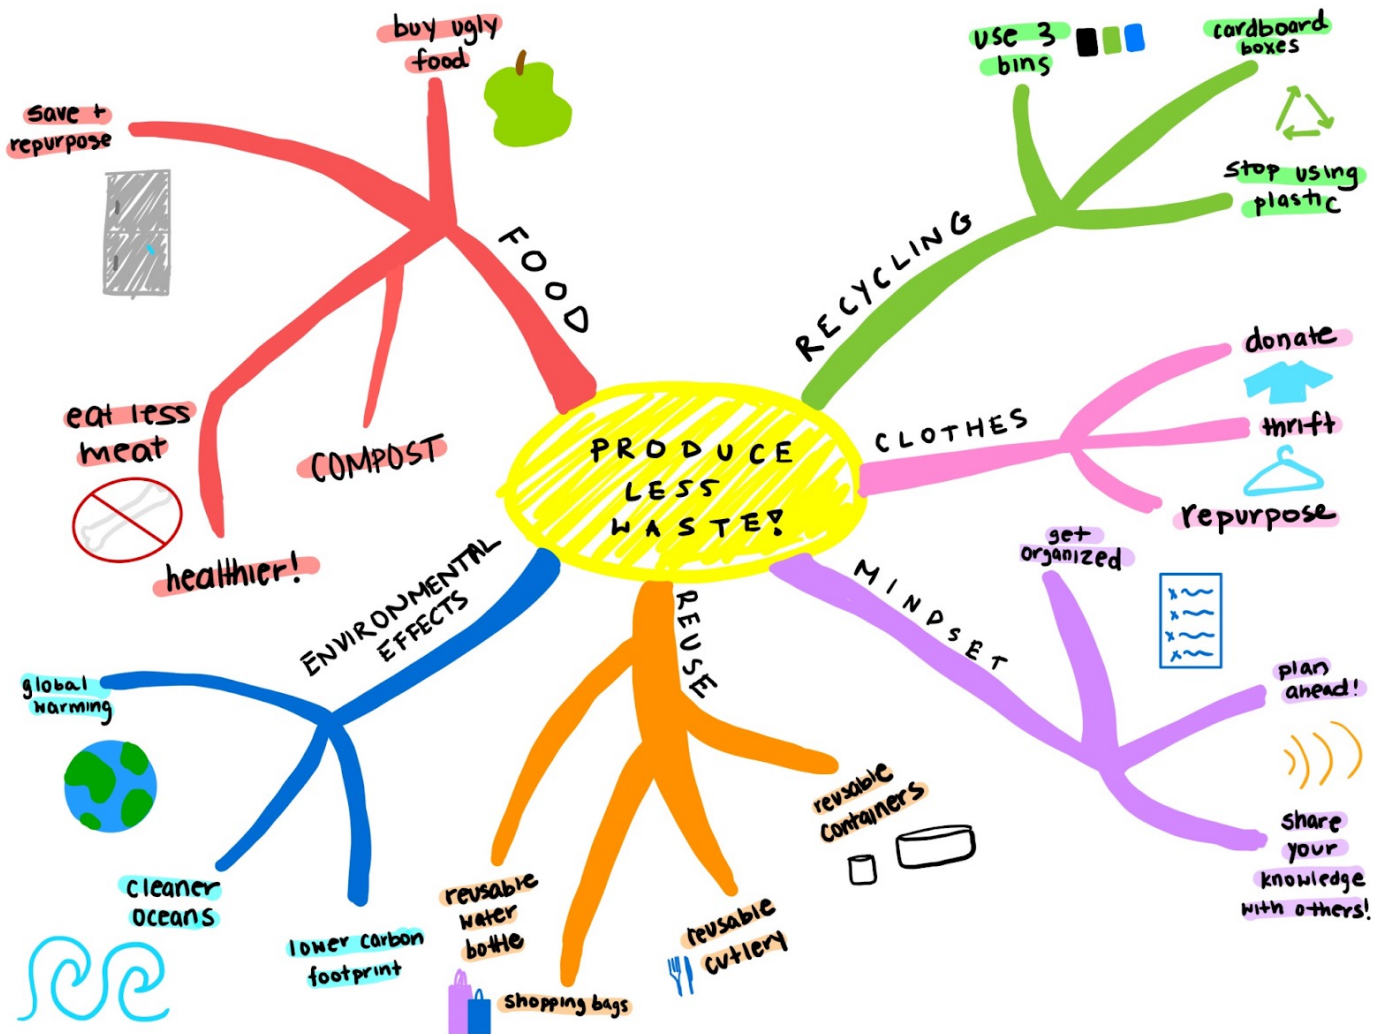 buy ugly
food
save +
repurpose
FOOD
eat less
meat
COMPOST
healthier!
use 3
bins
cardboard
boxes
stop using
plastic
RECYCLING
PRODUCE
LESS
WASTE!
CLOTHES
donate
thrift
repurpose
MINDSET
get
organized
plan
ahead!
share
your
knowledge
with others!
ENVIRONMENTAL
EFFECTS
global
warming
cleaner
oceans
lower carbon
footprint
REUSE
reusable
water
bottle
shopping bags
reusable
cutlery
reusable
containers